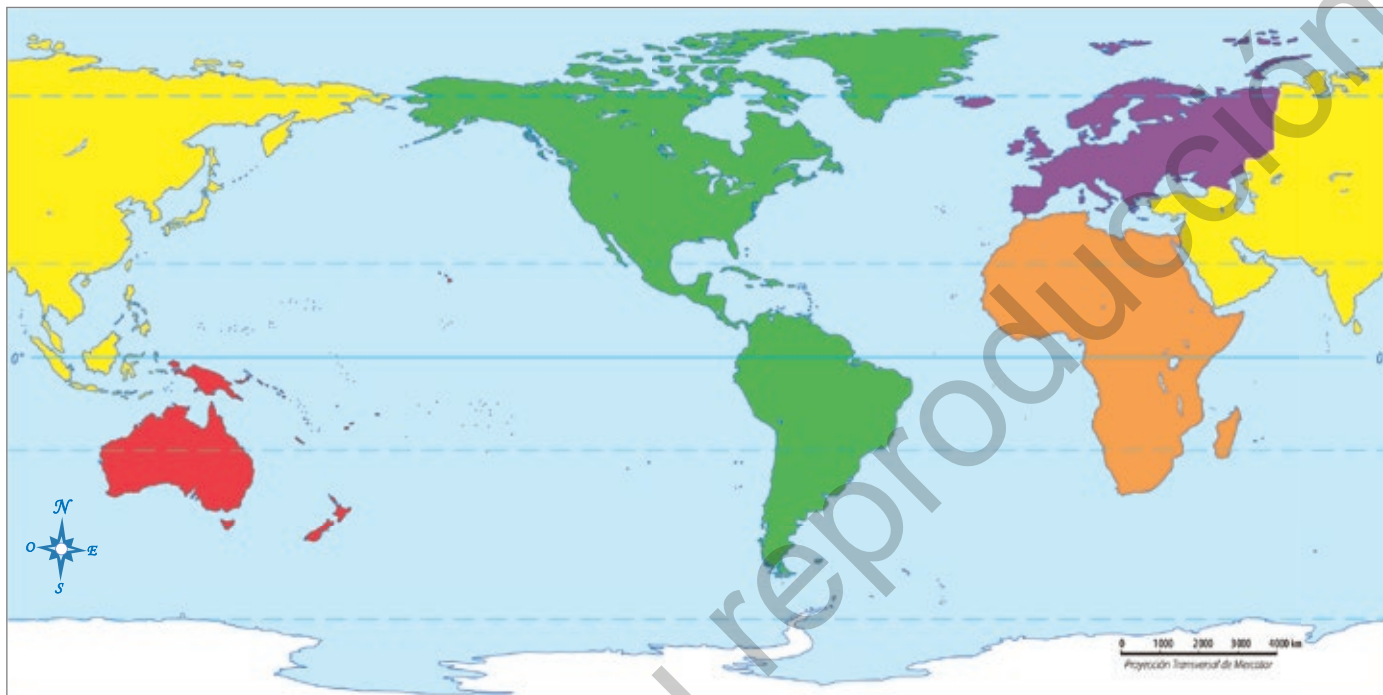 reproducción
0°
0
N
O E
S
0 1000 2000 3000 4000 km
Proyección Transversal de Mercator